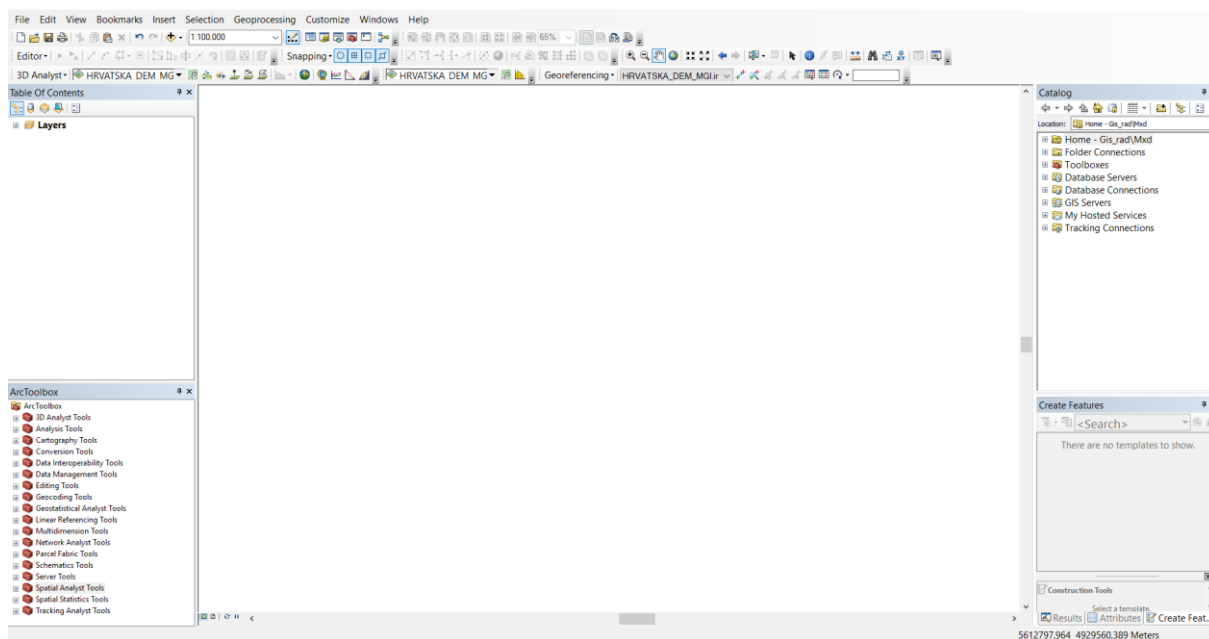 File Edit View Bookmarks Insert Selection Geoprocessing Customize Windows Help
1:100.000 65%
Editor Snapping
3D Analyst HRVATSKA DEM MG HRVATSKA DEM MG Georeferencing HRVATSKA_DEM_MGI.ir
Table Of Contents
Layers
ArcToolbox
ArcToolbox
3D Analyst Tools
Analysis Tools
Cartography Tools
Conversion Tools
Data Interoperability Tools
Data Management Tools
Editing Tools
Geocoding Tools
Geostatistical Analyst Tools
Linear Referencing Tools
Multidimension Tools
Network Analyst Tools
Parcel Fabric Tools
Schematics Tools
Server Tools
Spatial Analyst Tools
Spatial Statistics Tools
Tracking Analyst Tools
Catalog
Location: Home - Gis_rad\Mxd
Home - Gis_rad\Mxd
Folder Connections
Toolboxes
Database Servers
Database Connections
GIS Servers
My Hosted Services
Tracking Connections
Create Features
<Search>
There are no templates to show.
Construction Tools
Select a template.
Results Attributes Create Feat...
5612797,964 4929560,389 Meters